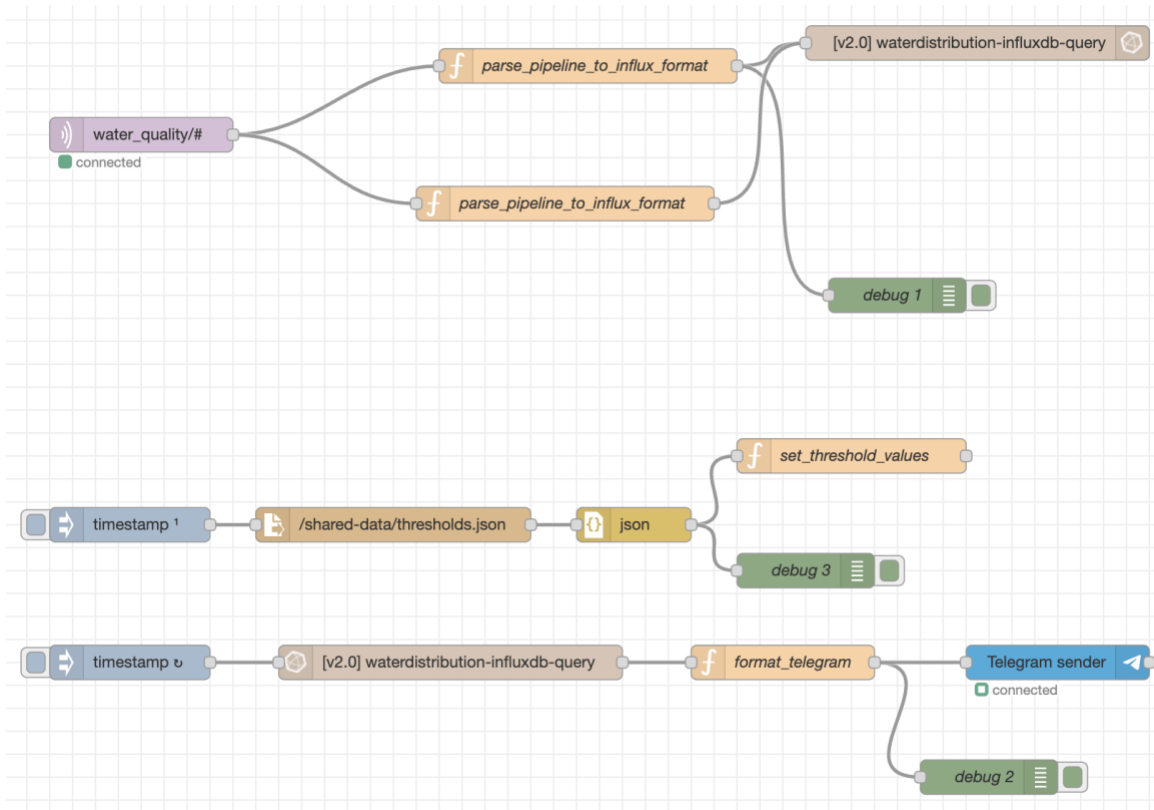 [v2.0] waterdistribution-influxdb-query
parse_pipeline_to_influx_format
water_quality/#
connected
parse_pipeline_to_influx_format
debug 1
set_threshold_values
timestamp ¹
/shared-data/thresholds.json
json
debug 3
timestamp ↻
[v2.0] waterdistribution-influxdb-query
format_telegram
Telegram sender
connected
debug 2